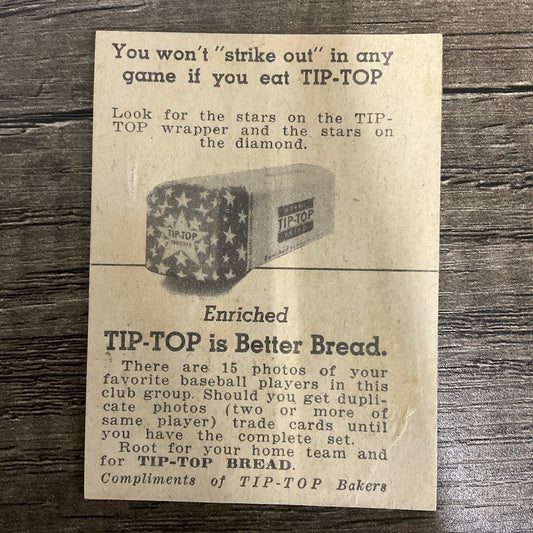 You won't "strike out" in any
game if you eat TIP-TOP
Look for the stars on the TIP-
TOP wrapper and the stars on
the diamond.
TIP-TOP
ENRICHED
TIP-TOP
BREAD
Enriched
Enriched
TIP-TOP is Better Bread.
There are 15 photos of your
favorite baseball players in this
club group. Should you get dupli-
cate photos (two or more of
same player) trade cards until
you have the complete set.
Root for your home team and
for TIP-TOP BREAD.
Compliments of TIP-TOP Bakers